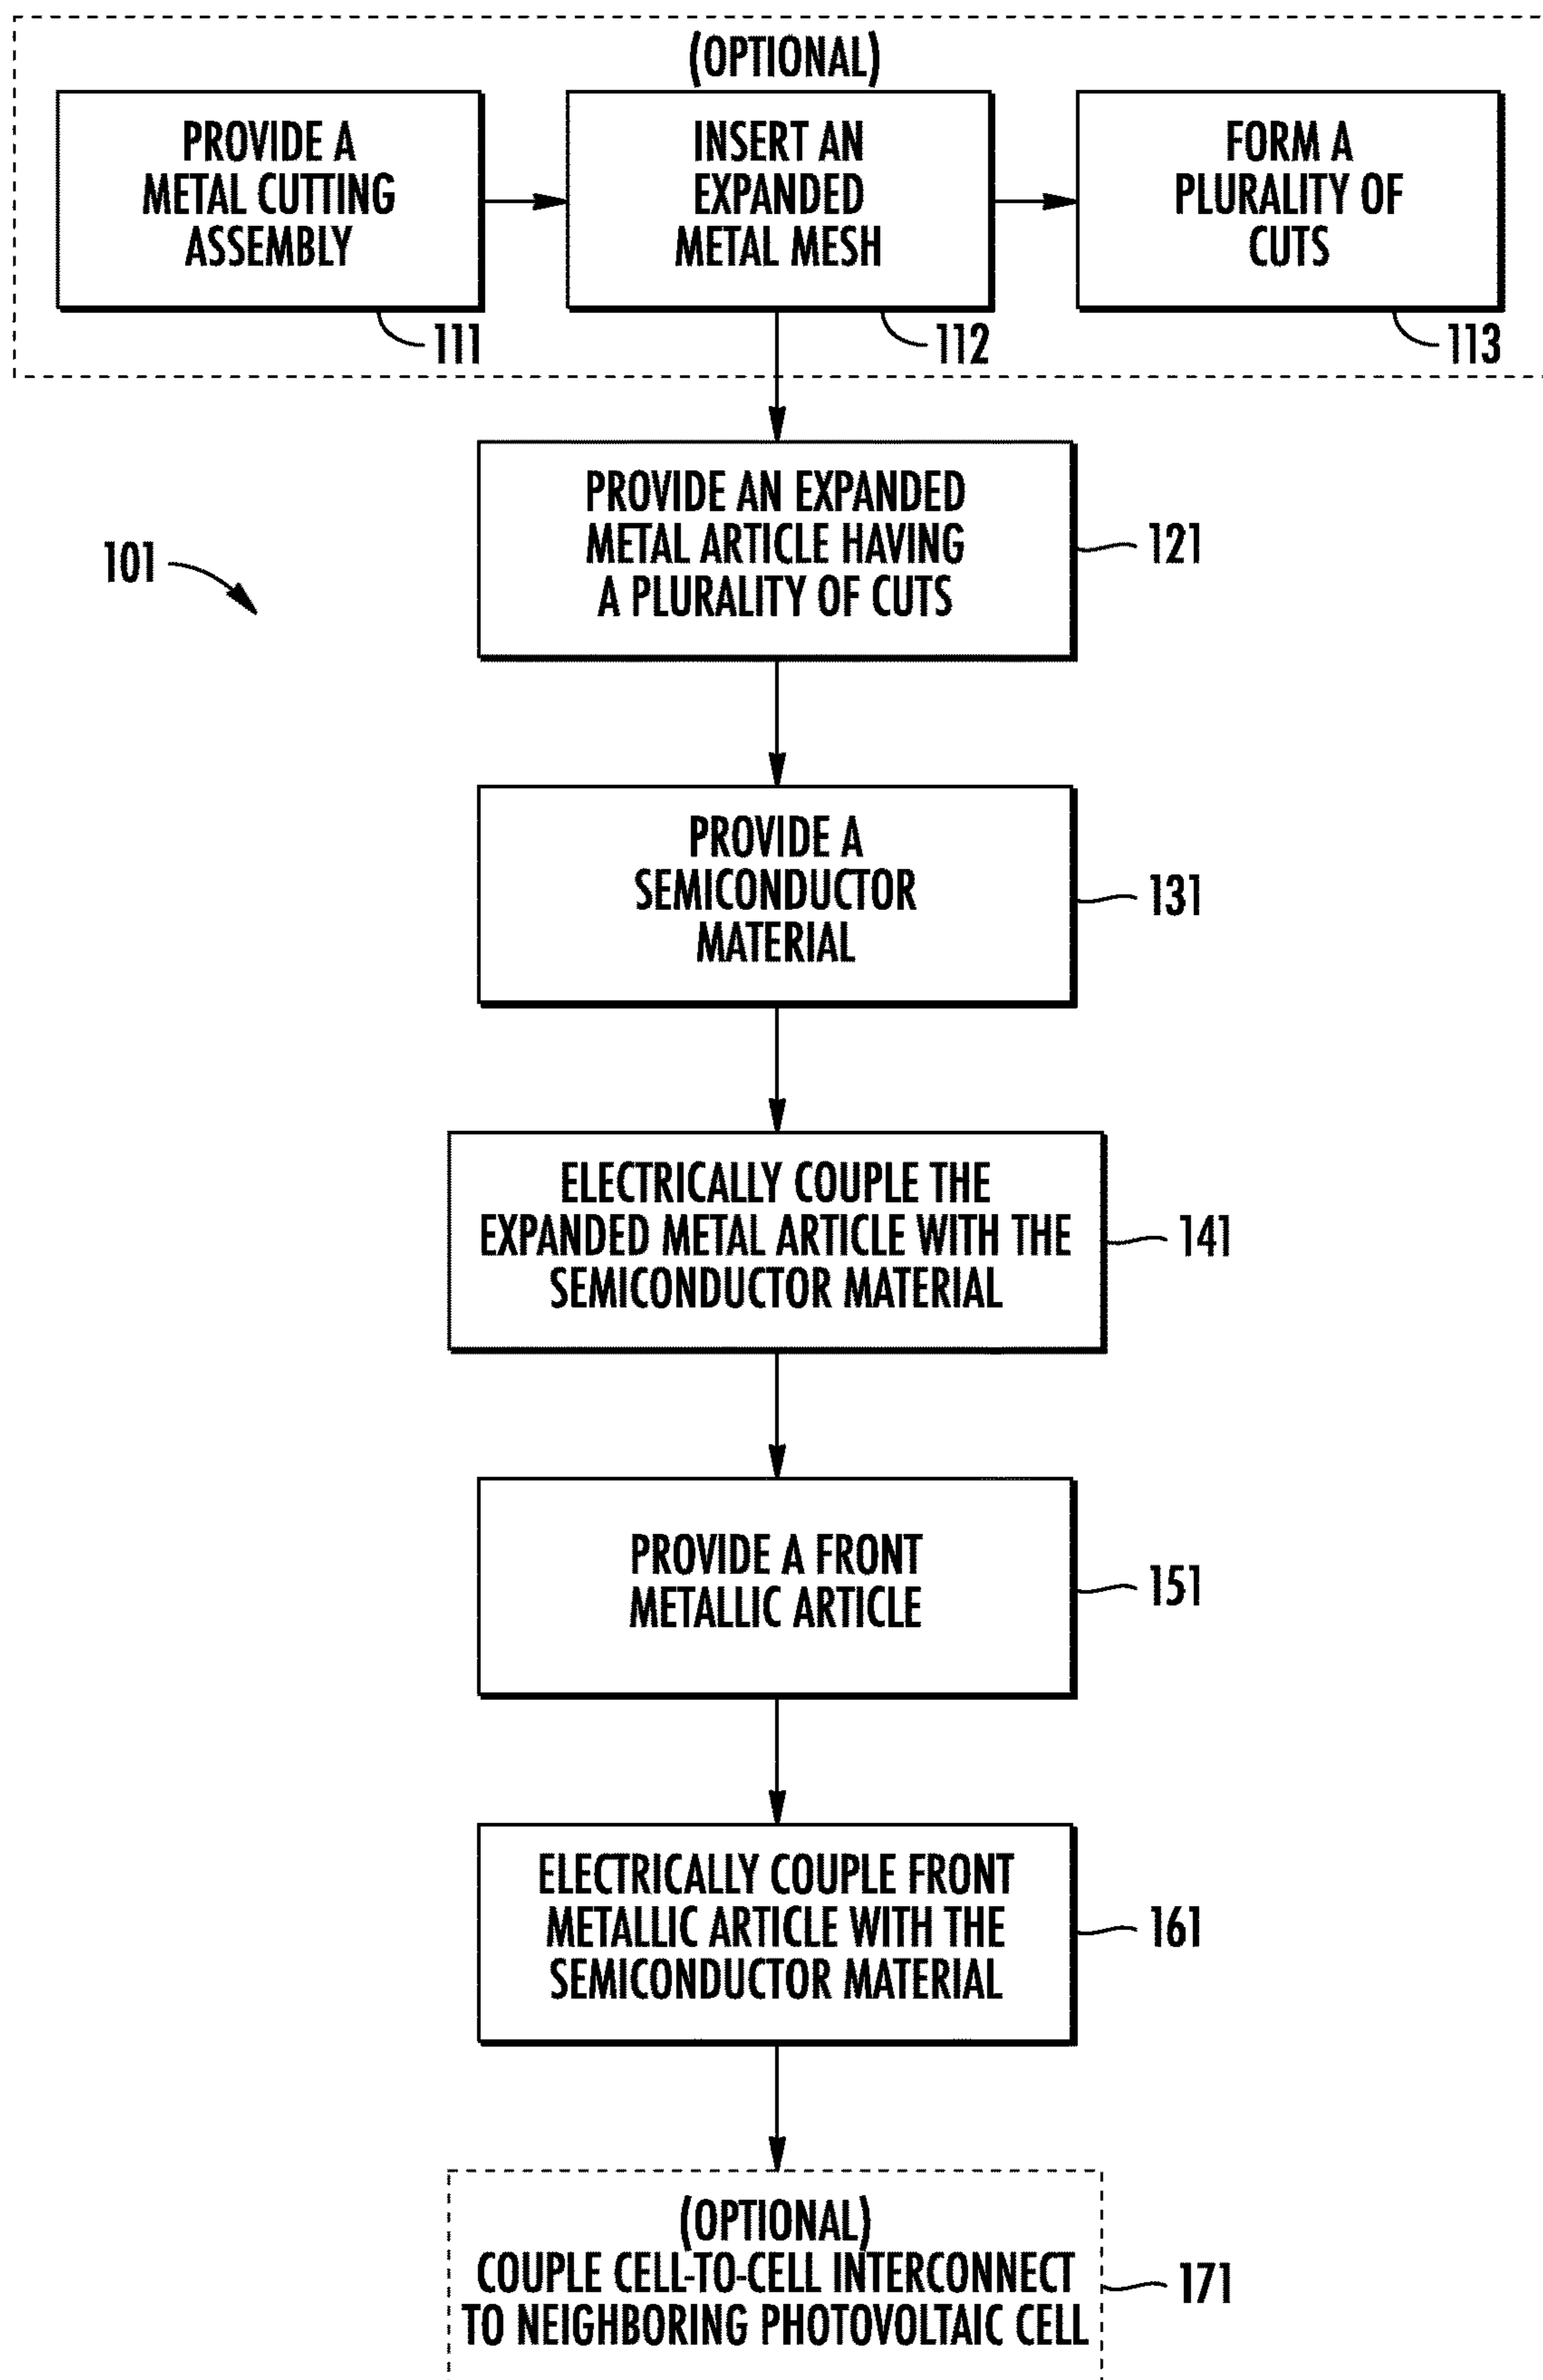 (OPTIONAL)
PROVIDE A
METAL CUTTING
ASSEMBLY
111
INSERT AN
EXPANDED
METAL MESH
112
FORM A
PLURALITY OF
CUTS
113
101
PROVIDE AN EXPANDED
METAL ARTICLE HAVING
A PLURALITY OF CUTS
121
PROVIDE A
SEMICONDUCTOR
MATERIAL
131
ELECTRICALLY COUPLE THE
EXPANDED METAL ARTICLE WITH THE
SEMICONDUCTOR MATERIAL
141
PROVIDE A FRONT
METALLIC ARTICLE
151
ELECTRICALLY COUPLE FRONT
METALLIC ARTICLE WITH THE
SEMICONDUCTOR MATERIAL
161
(OPTIONAL)
COUPLE CELL-TO-CELL INTERCONNECT
TO NEIGHBORING PHOTOVOLTAIC CELL
171